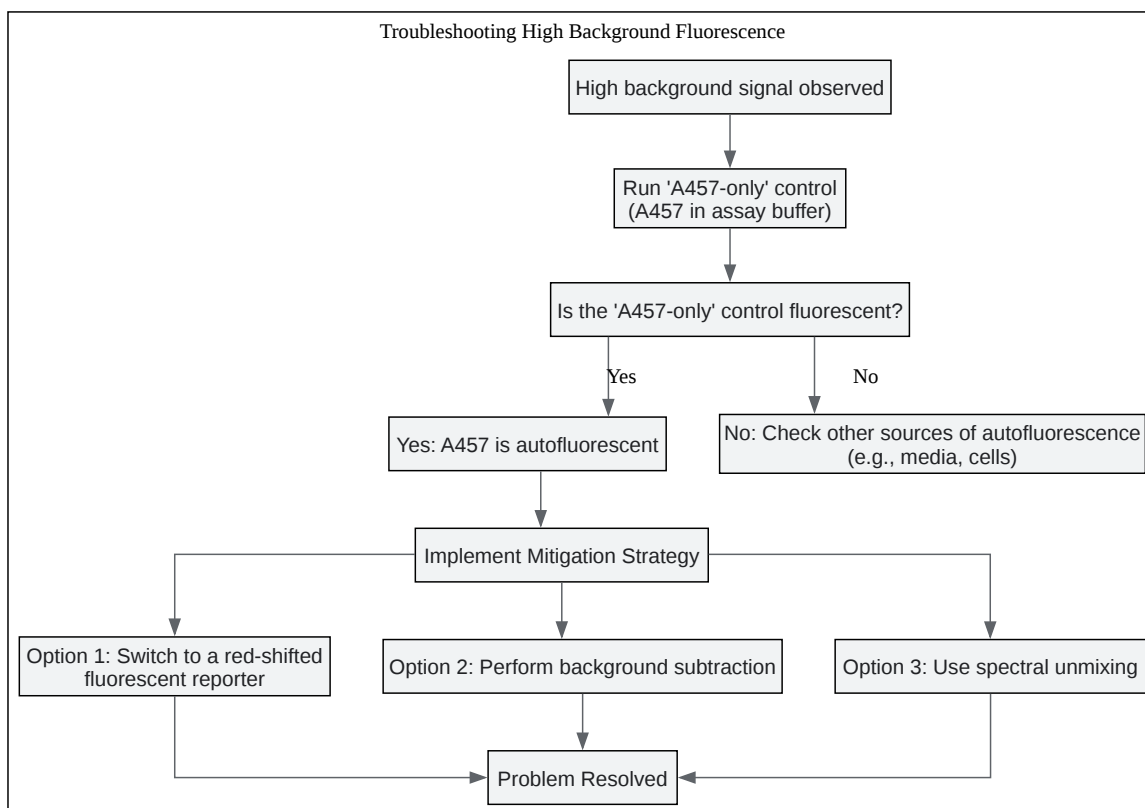 Troubleshooting High Background Fluorescence
High background signal observed
Run 'A457-only' control
(A457 in assay buffer)
Is the 'A457-only' control fluorescent?
Yes
No
Yes: A457 is autofluorescent
No: Check other sources of autofluorescence
(e.g., media, cells)
Implement Mitigation Strategy
Option 1: Switch to a red-shifted
fluorescent reporter
Option 2: Perform background subtraction
Option 3: Use spectral unmixing
Problem Resolved